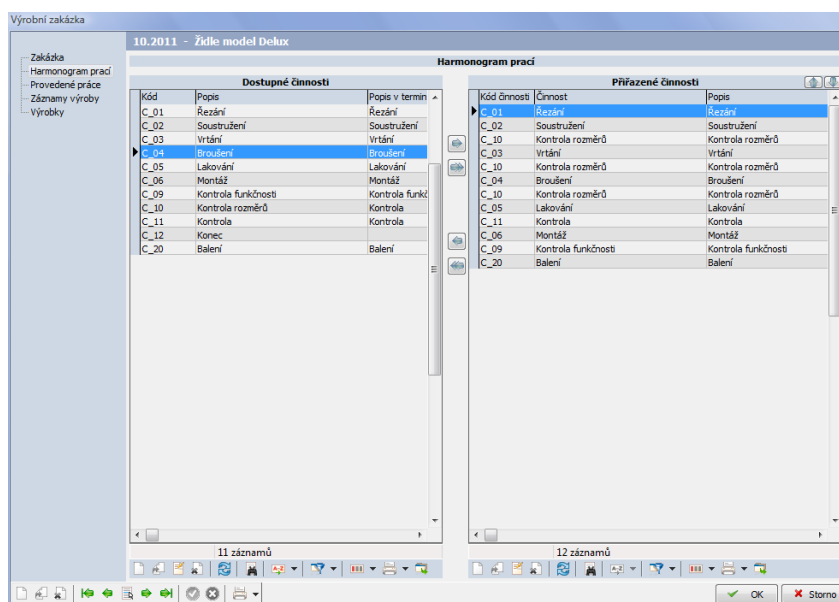 Výrobní zakázka
10.2011 - Židle model Delux
Zakázka
Harmonogram prací
Provedené práce
Záznamy výroby
Výrobky
Harmonogram prací
Dostupné činnosti
Kód Popis Popis v termin
C_01 Řezání Řezání
C_02 Soustružení Soustružení
C_03 Vrtání Vrtání
C_04 Broušení Broušení
C_05 Lakování Lakování
C_06 Montáž Montáž
C_09 Kontrola funkčnosti Kontrola funkč
C_10 Kontrola rozměrů Kontrola
C_11 Kontrola Kontrola
C_12 Konec
C_20 Balení Balení
11 záznamů
Přiřazené činnosti
Kód činnosti Činnost Popis
C_01 Řezání Řezání
C_02 Soustružení Soustružení
C_10 Kontrola rozměrů Kontrola rozměrů
C_03 Vrtání Vrtání
C_10 Kontrola rozměrů Kontrola rozměrů
C_04 Broušení Broušení
C_10 Kontrola rozměrů Kontrola rozměrů
C_05 Lakování Lakování
C_11 Kontrola Kontrola
C_06 Montáž Montáž
C_09 Kontrola funkčnosti Kontrola funkčnosti
C_20 Balení Balení
12 záznamů
OK
Storno